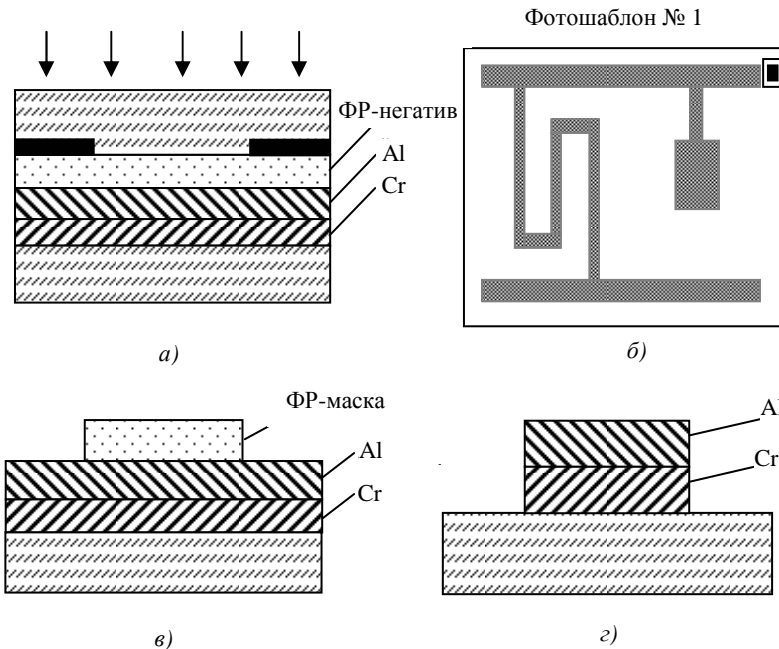 Фотошаблон № 1
ФР-негатив
Al
Cr
а)
б)
ФР-маска
Al
Cr
Al
Cr
в)
г)